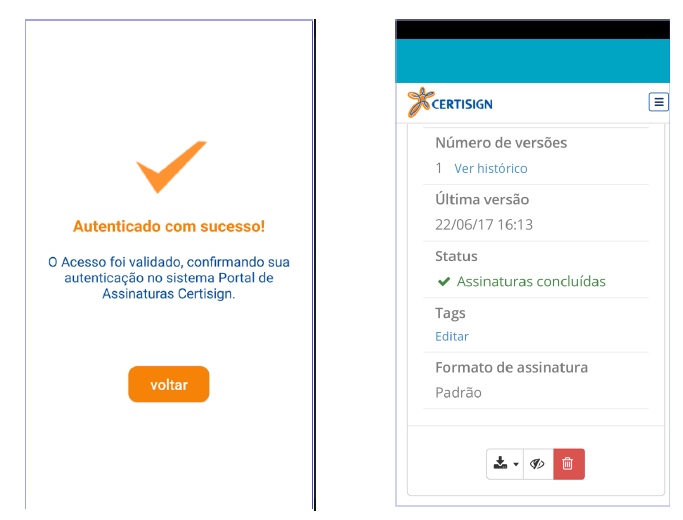 Autenticado com sucesso!
O Acesso foi validado, confirmando sua
autenticação no sistema Portal de
Assinaturas Certisign.
voltar
CERTISIGN
Número de versões
1 Ver histórico
Última versão
22/06/17 16:13
Status
Assinaturas concluídas
Tags
Editar
Formato de assinatura
Padrão